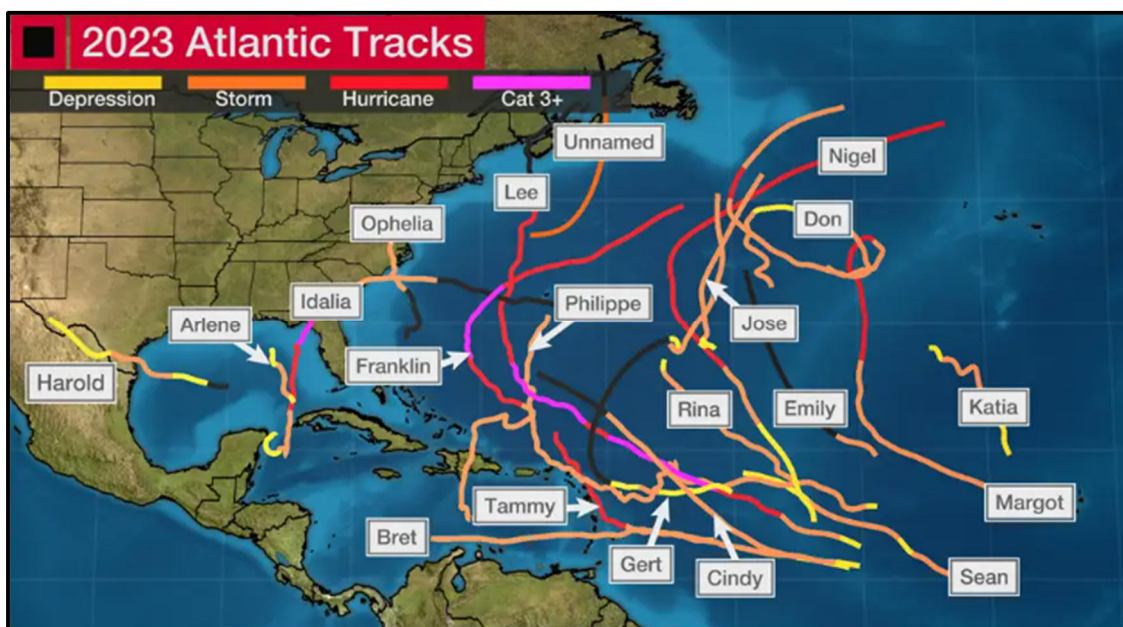 2023 Atlantic Tracks
Depression Storm Hurricane Cat 3+
Unnamed
Nigel
Lee
Ophelia
Don
Idalia
Philippe
Arlene
Jose
Franklin
Harold
Rina
Emily
Katia
Tammy
Margot
Bret
Gert
Cindy
Sean